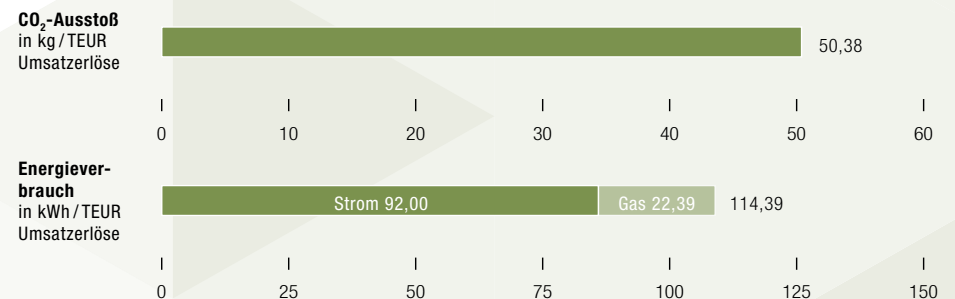 CO₂-Ausstoß
in kg / TEUR
Umsatzerlöse
50,38
0 10 20 30 40 50 60
Energiever-
brauch
in kWh / TEUR
Umsatzerlöse
Strom 92,00 Gas 22,39 114,39
0 25 50 75 100 125 150